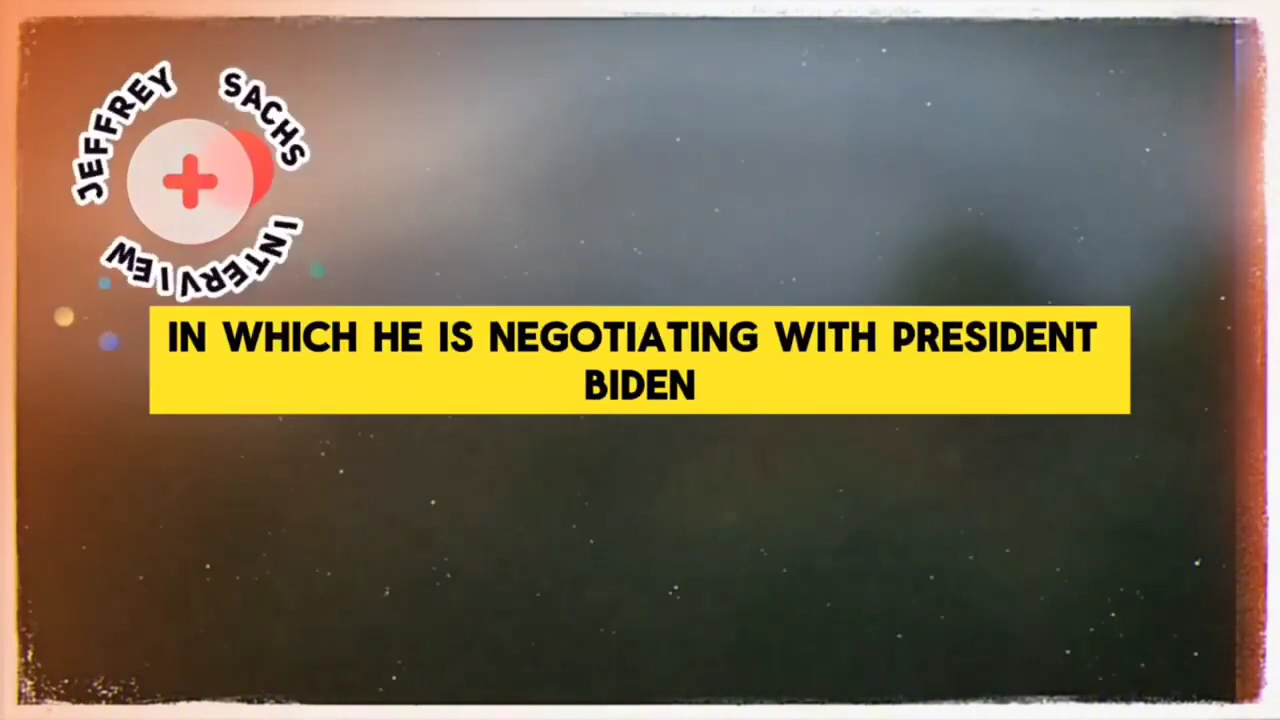 JEFFREY SACHS INTERVIEW
IN WHICH HE IS NEGOTIATING WITH PRESIDENT
BIDEN